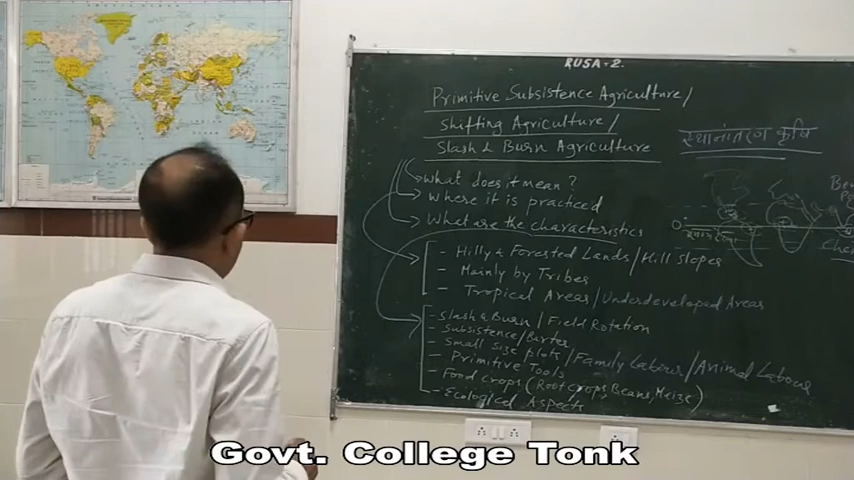 RUSA-2.
Primitive Subsistence Agriculture/
Shifting Agriculture/
Slash & Burn Agriculture
स्थानांतरण कृषि
What does it mean?
Where it is practiced
What are the characteristics
- Hilly & Forested Lands/Hill slopes
- Mainly by Tribes
- Tropical Areas/Underdeveloped Areas
- Slash & Burn / Field Rotation
- Subsistence/Barter
- Small size plots/Family Labour/Animal Labour
- Primitive Tools
- Food crops (Root crops, Beans, Maize)
- Ecological Aspects
0°
Govt. College Tonk